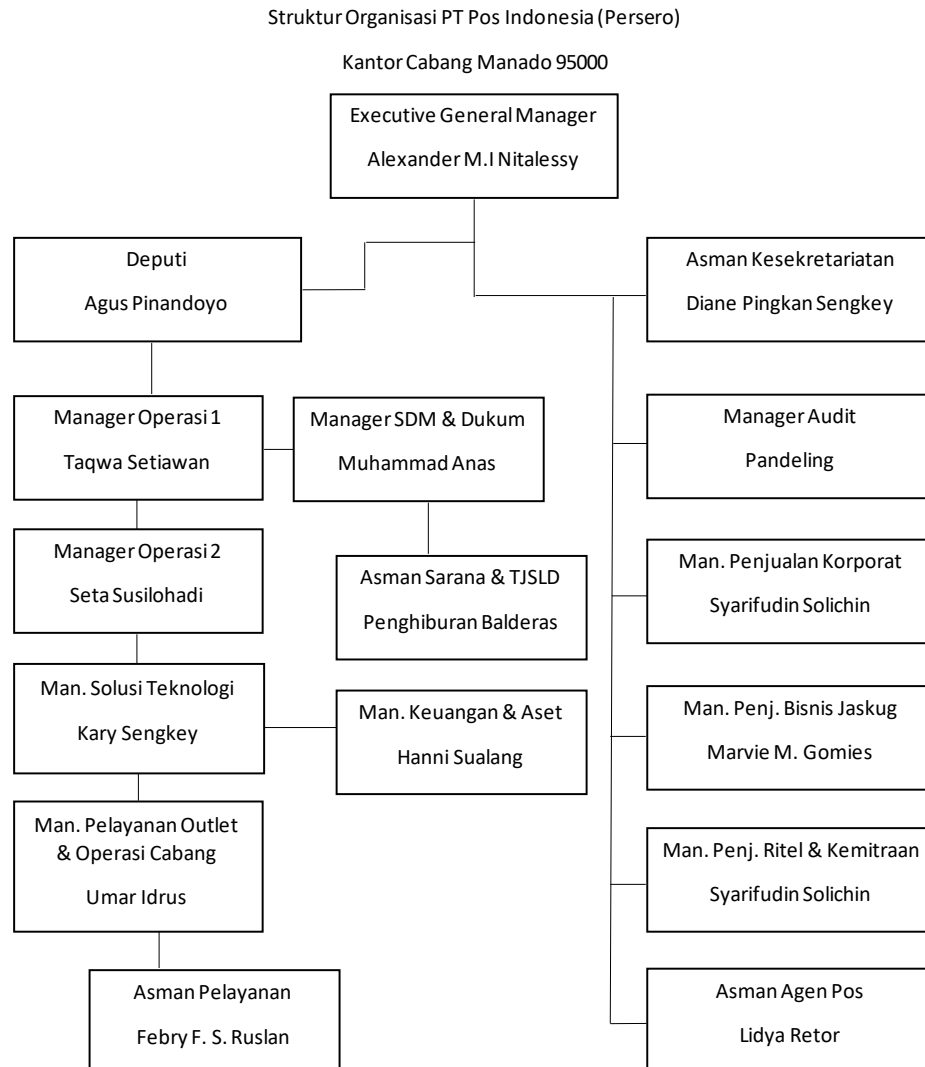 Struktur Organisasi PT Pos Indonesia (Persero)
Kantor Cabang Manado 95000
Executive General Manager
Alexander M.I Nitalessy
Deputi
Agus Pinandoyo
Asman Kesekretariatan
Diane Pingkan Sengkey
Manager Operasi 1
Taqwa Setiawan
Manager SDM & Dukum
Muhammad Anas
Manager Audit
Pandeling
Manager Operasi 2
Seta Susilohadi
Asman Sarana & TJSLD
Penghiburan Balderas
Man. Penjualan Korporat
Syarifudin Solichin
Man. Solusi Teknologi
Kary Sengkey
Man. Keuangan & Aset
Hanni Sualang
Man. Penj. Bisnis Jaskug
Marvie M. Gomies
Man. Pelayanan Outlet
& Operasi Cabang
Umar Idrus
Man. Penj. Ritel & Kemitraan
Syarifudin Solichin
Asman Pelayanan
Febry F. S. Ruslan
Asman Agen Pos
Lidya Retor